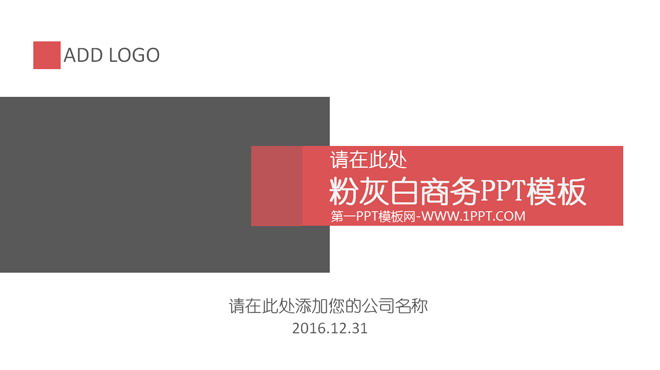 ADD LOGO
请在此处
粉灰白商务PPT模板
第一PPT模板网-WWW.1PPT.COM
请在此处添加您的公司名称
2016.12.31